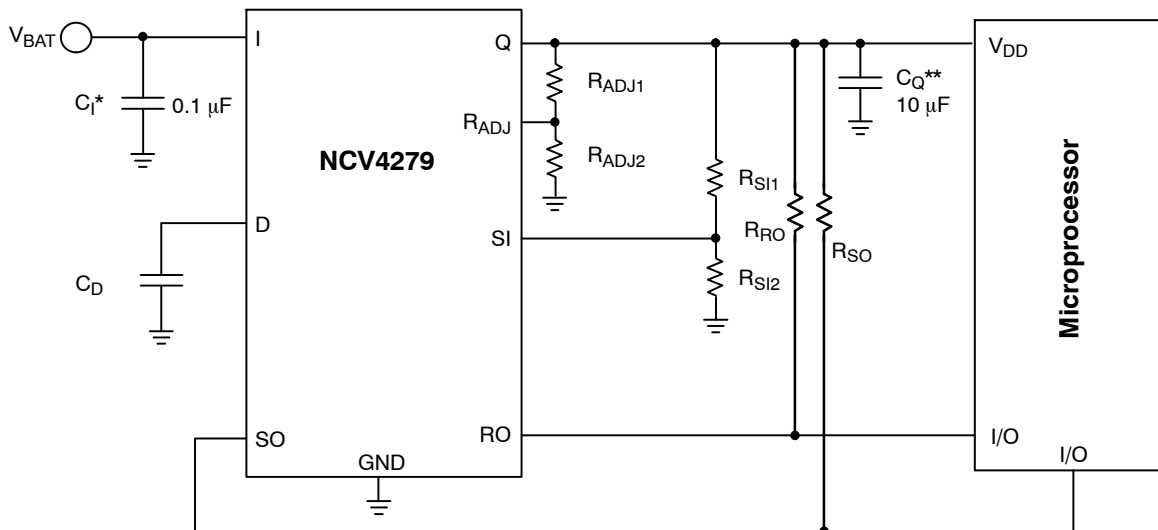 V_BAT
I
Q
V_DD
C_I*
0.1 μF
R_ADJ1
C_Q**
10 μF
R_ADJ
NCV4279
R_ADJ2
R_SI1
D
SI
R_RO
R_SO
C_D
R_SI2
Microprocessor
SO
RO
I/O
GND
I/O